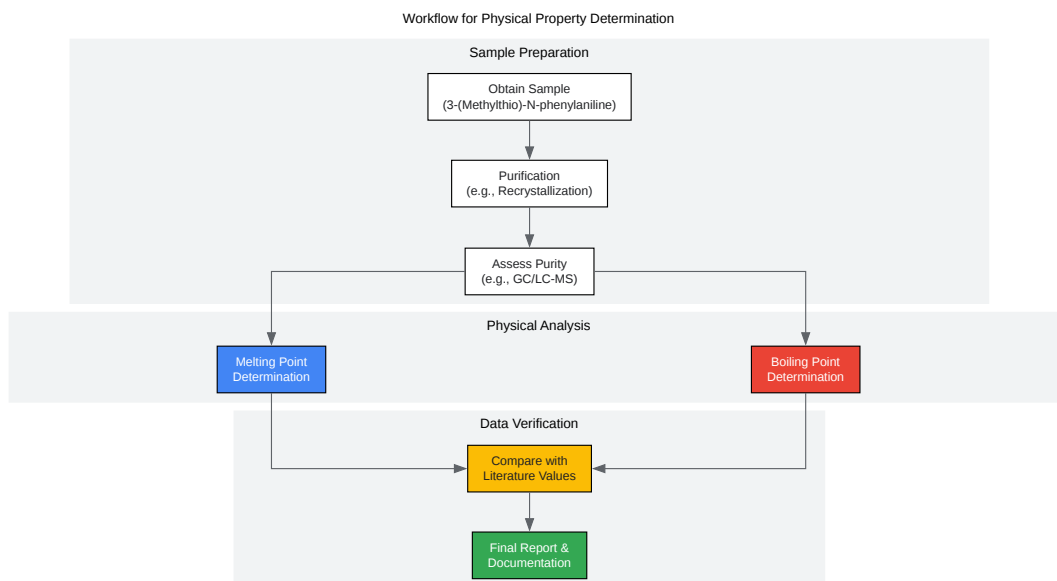 Workflow for Physical Property Determination
Sample Preparation
Obtain Sample
(3-(Methylthio)-N-phenylaniline)
Purification
(e.g., Recrystallization)
Assess Purity
(e.g., GC/LC-MS)
Physical Analysis
Melting Point
Determination
Boiling Point
Determination
Data Verification
Compare with
Literature Values
Final Report &
Documentation